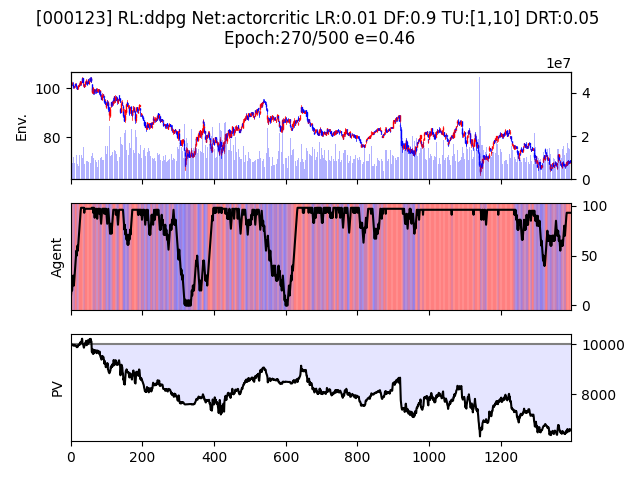 [000123] RL:ddpg Net:actorcritic LR:0.01 DF:0.9 TU:[1,10] DRT:0.05
Epoch:270/500 e=0.46
1e7
100
80
Env.
4
2
0
Agent
100
50
0
PV
10000
8000
0 200 400 600 800 1000 1200